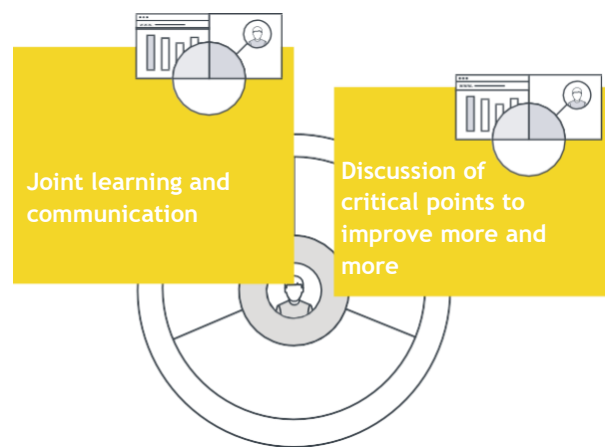 Joint learning and
communication
Discussion of
critical points to
improve more and
more